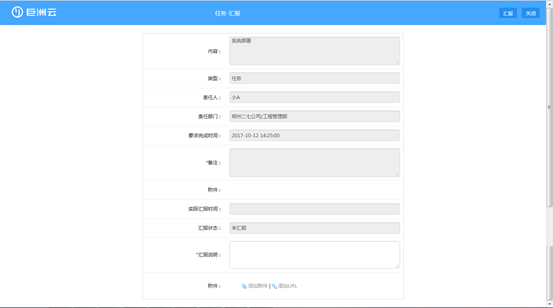 巨洲云
任务-汇报
汇报 关闭
内容： 系统部署
类型： 任务
责任人： 小A
责任部门： 郑州二七公司/工程管理部
要求完成时间： 2017-10-12 14:25:00
*备注：
附件：
实际汇报时间：
汇报状态： 未汇报
*汇报说明：
附件： 添加附件 | 添加URL